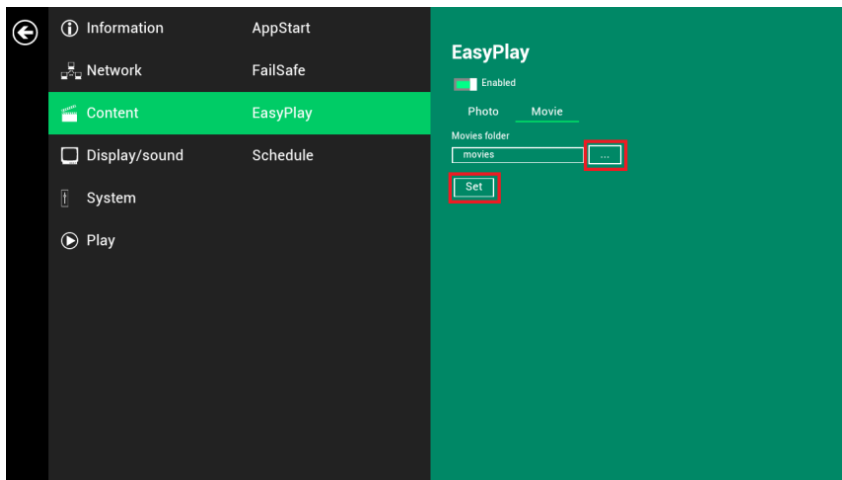 Information
Network
Content
Display/sound
System
Play
AppStart
FailSafe
EasyPlay
Schedule
EasyPlay
Enabled
Photo Movie
Movies folder
movies ...
Set